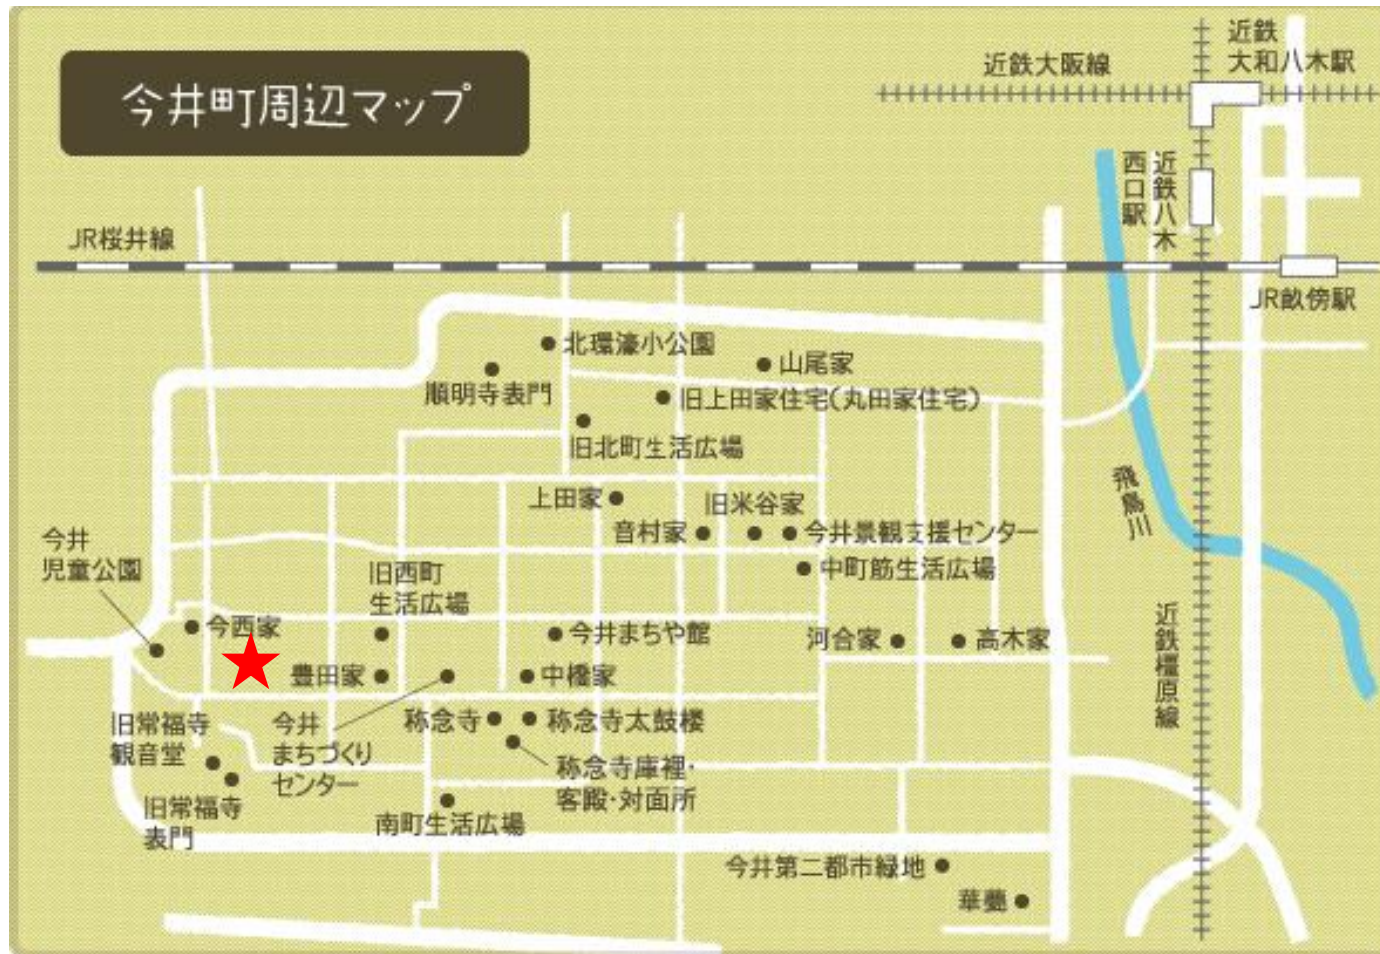 今井町周辺マップ
近鉄大阪線
近鉄
大和八木駅
近鉄八木
西口駅
JR桜井線
JR畝傍駅
北環濠小公園
山尾家
順明寺表門
旧上田家住宅(丸田家住宅)
旧北町生活広場
飛鳥川
上田家
旧米谷家
音村家
今井景観支援センター
今井
児童公園
旧西町
生活広場
中町筋生活広場
今西家
今井まちや館
河合家
高木家
近鉄橿原線
豊田家
中橋家
旧常福寺
観音堂
今井
まちづくり
センター
称念寺
称念寺太鼓楼
称念寺庫裡・
客殿・対面所
旧常福寺
表門
南町生活広場
今井第二都市緑地
華甍